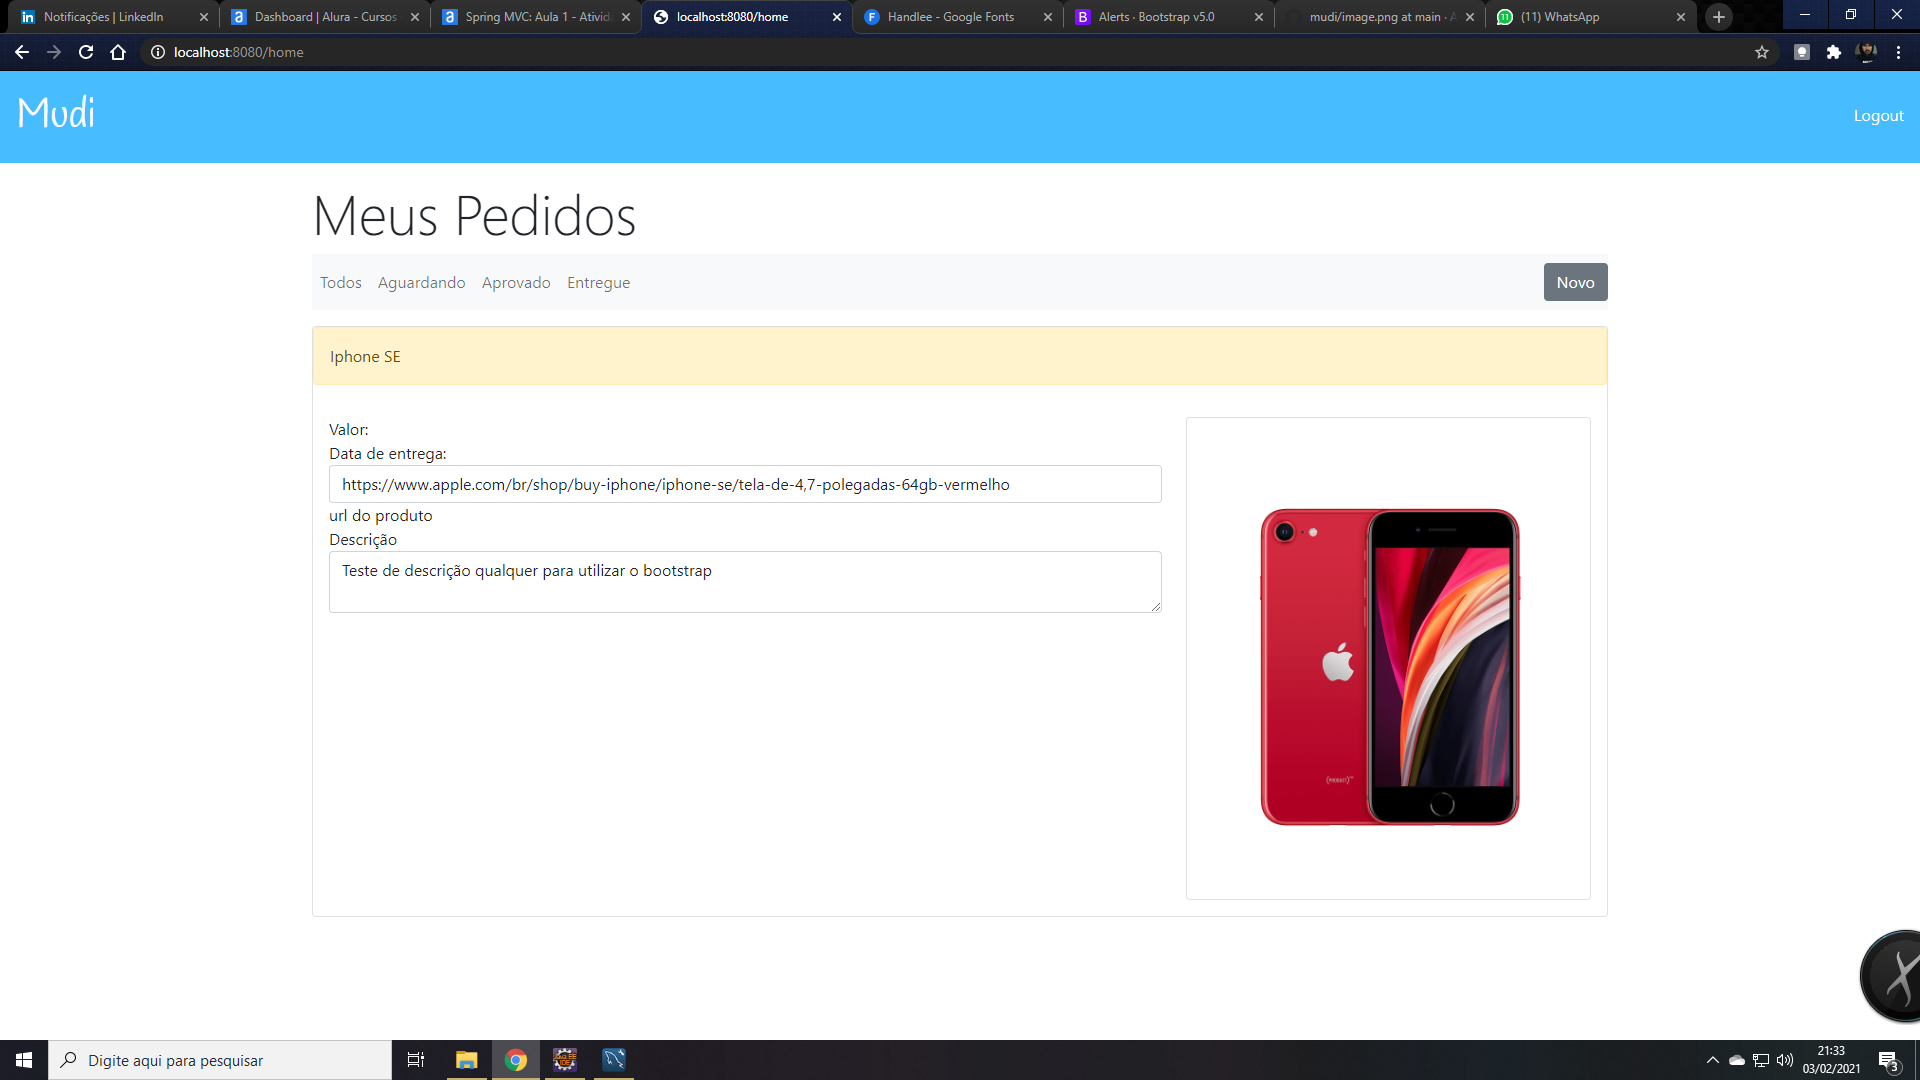 Notificações | LinkedIn
Dashboard | Alura - Cursos
Spring MVC: Aula 1 - Ativid
localhost:8080/home
Handlee - Google Fonts
Alerts · Bootstrap v5.0
mudi/image.png at main ·
(11) WhatsApp
localhost:8080/home
Mudi
Logout
Meus Pedidos
Todos Aguardando Aprovado Entregue
Novo
Iphone SE
Valor:
Data de entrega:
https://www.apple.com/br/shop/buy-iphone/iphone-se/tela-de-4,7-polegadas-64gb-vermelho
url do produto
Descrição
Teste de descrição qualquer para utilizar o bootstrap
(PRODUCT)™
Digite aqui para pesquisar
21:33
03/02/2021
3